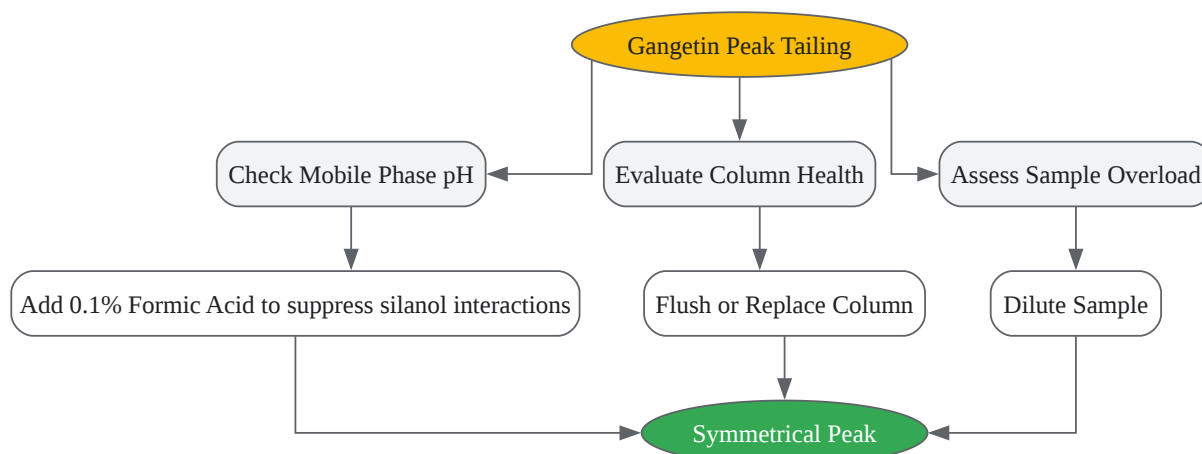 Gangetin Peak Tailing
Check Mobile Phase pH
Evaluate Column Health
Assess Sample Overload
Add 0.1% Formic Acid to suppress silanol interactions
Flush or Replace Column
Dilute Sample
Symmetrical Peak